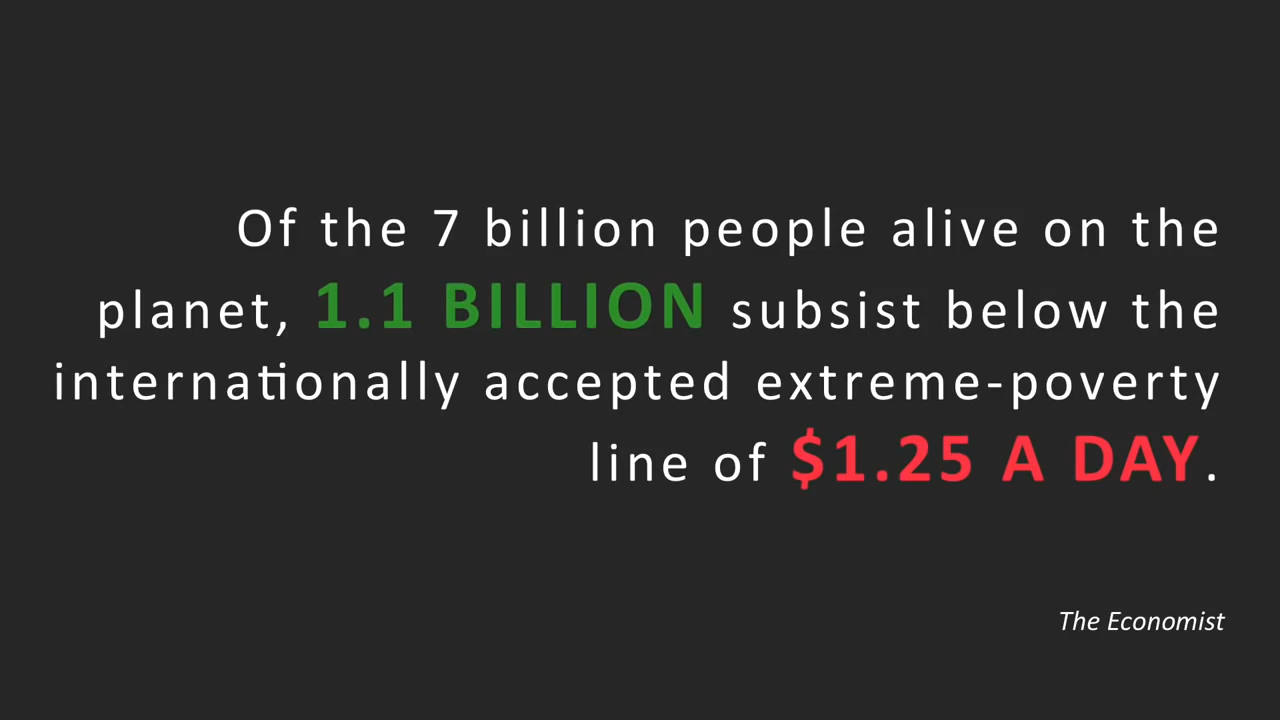 Of the 7 billion people alive on the
planet, 1.1 BILLION subsist below the
internationally accepted extreme-poverty
line of $1.25 A DAY.
The Economist